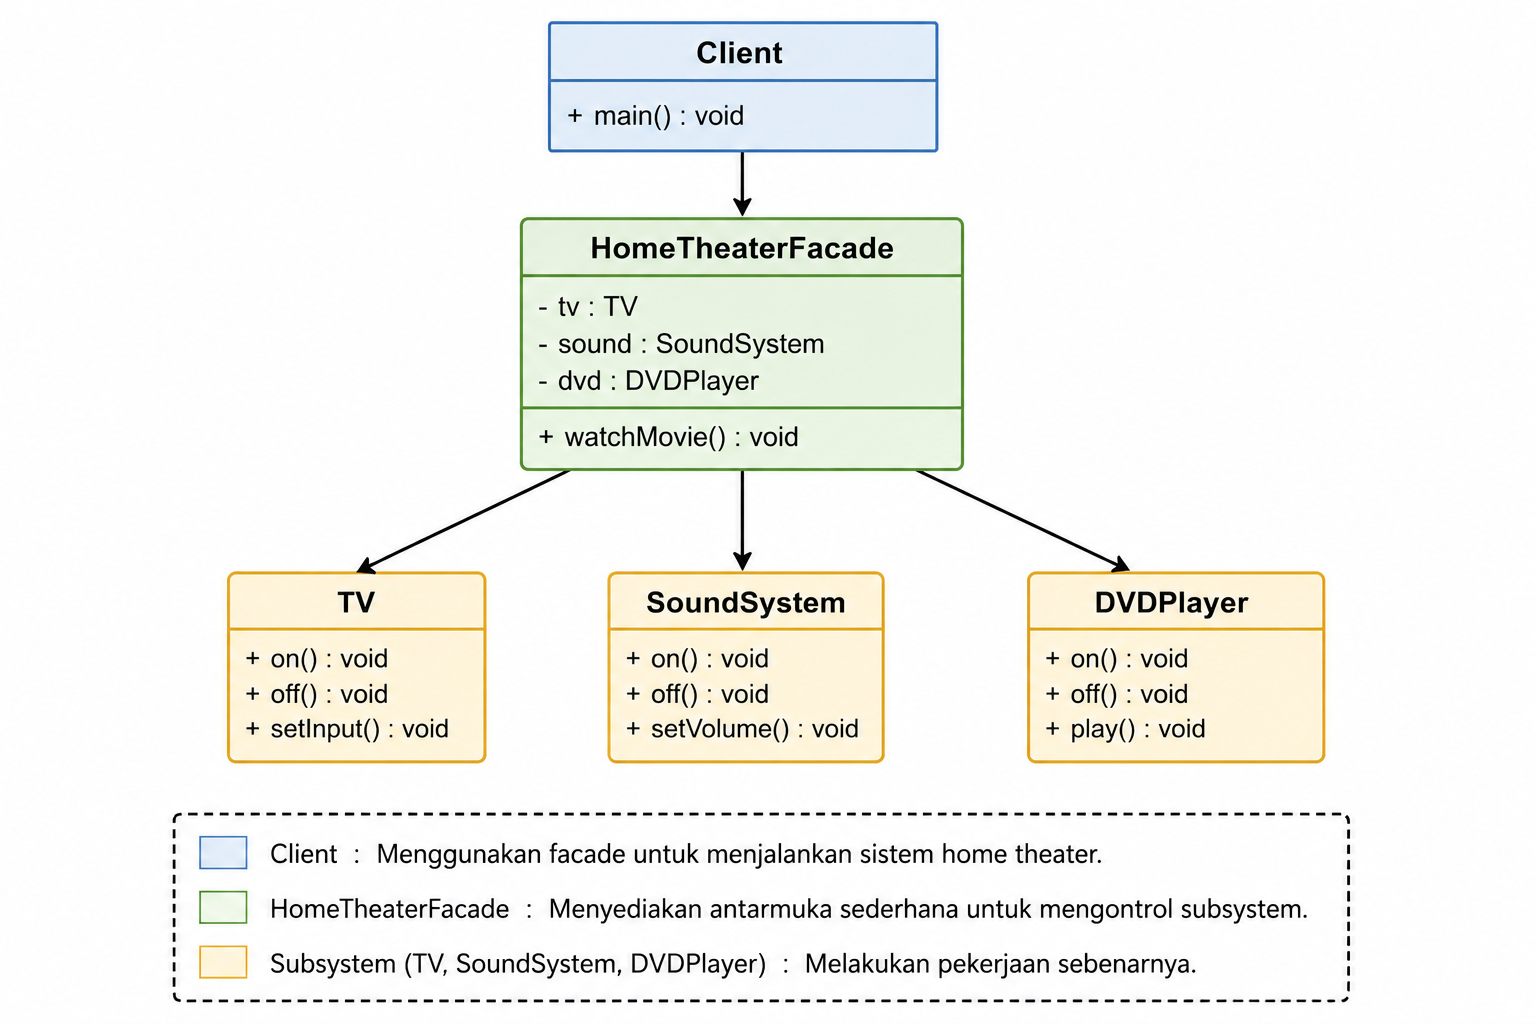 Client
+ main() : void
HomeTheaterFacade
- tv : TV
- sound : SoundSystem
- dvd : DVDPlayer
+ watchMovie() : void
TV
+ on() : void
+ off() : void
+ setInput() : void
SoundSystem
+ on() : void
+ off() : void
+ setVolume() : void
DVDPlayer
+ on() : void
+ off() : void
+ play() : void
Client : Menggunakan facade untuk menjalankan sistem home theater.
HomeTheaterFacade : Menyediakan antarmuka sederhana untuk mengontrol subsystem.
Subsystem (TV, SoundSystem, DVDPlayer) : Melakukan pekerjaan sebenarnya.